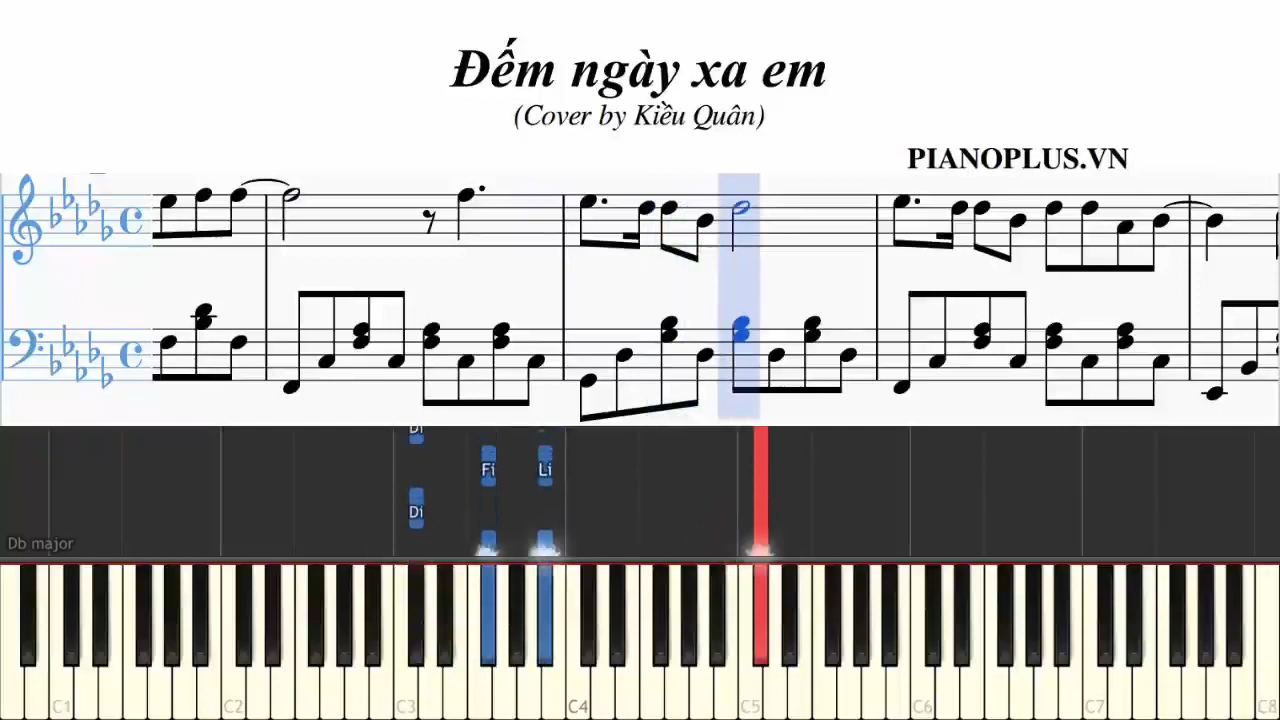 Đếm ngày xa em
(Cover by Kiều Quân)
PIANOPLUS.VN
Di
Fi Li
Di
Db major
C1 C2 C3 C4 C5 C6 C7 C8